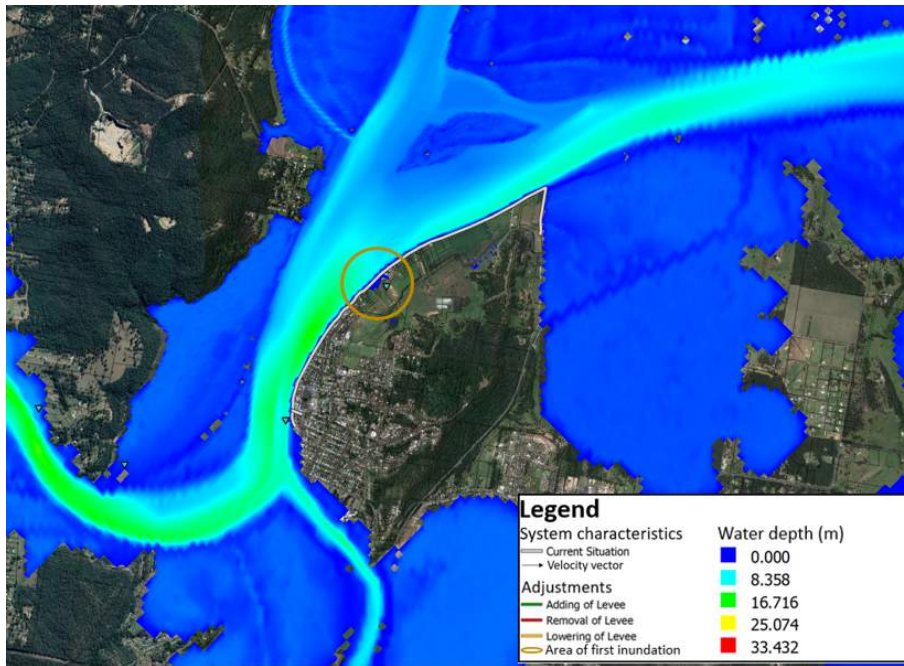 Legend
System characteristics
Current Situation
Velocity vector
Adjustments
Adding of Levee
Removal of Levee
Lowering of Levee
Area of first inundation
Water depth (m)
0.000
8.358
16.716
25.074
33.432